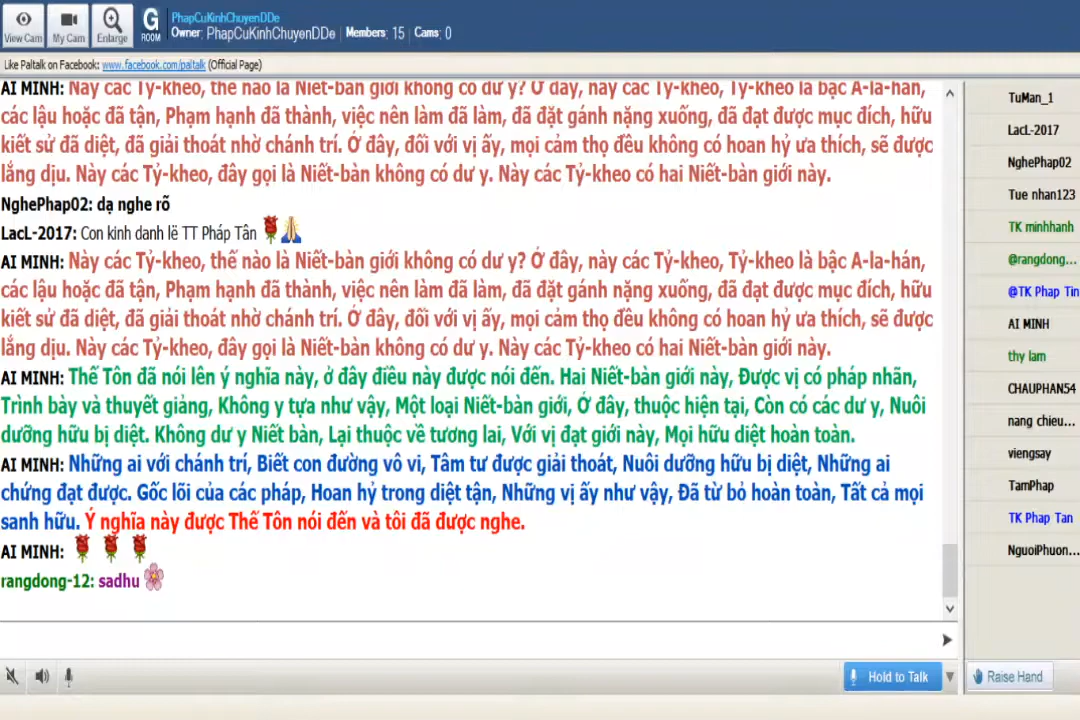 View Cam
My Cam
Enlarge
G
ROOM
PhapCuKinhChuyenDDe
Owner: PhapCuKinhChuyenDDe Members: 15 Cams: 0
Like Paltalk on Facebook: www.facebook.com/paltalk (Official Page)
AI MINH: Này các Tỷ-kheo, thế nào là Niết-bàn giới không có dư y? Ở đây, này các Tỷ-kheo, Tỷ-kheo là bậc A-la-hán,
các lậu hoặc đã tận, Phạm hạnh đã thành, việc nên làm đã làm, đã đặt gánh nặng xuống, đã đạt được mục đích, hữu
kiết sử đã diệt, đã giải thoát nhờ chánh trí. Ở đây, đối với vị ấy, mọi cảm thọ đều không có hoan hỷ ưa thích, sẽ được
lắng dịu. Này các Tỷ-kheo, đây gọi là Niết-bàn không có dư y. Này các Tỷ-kheo có hai Niết-bàn giới này.
NghePhap02: dạ nghe rõ
LacL-2017: Con kinh danh lê TT Pháp Tân
AI MINH: Này các Tỷ-kheo, thế nào là Niết-bàn giới không có dư y? Ở đây, này các Tỷ-kheo, Tỷ-kheo là bậc A-la-hán,
các lậu hoặc đã tận, Phạm hạnh đã thành, việc nên làm đã làm, đã đặt gánh nặng xuống, đã đạt được mục đích, hữu
kiết sử đã diệt, đã giải thoát nhờ chánh trí. Ở đây, đối với vị ấy, mọi cảm thọ đều không có hoan hỷ ưa thích, sẽ được
lắng dịu. Này các Tỷ-kheo, đây gọi là Niết-bàn không có dư y. Này các Tỷ-kheo có hai Niết-bàn giới này.
AI MINH: Thế Tôn đã nói lên ý nghĩa này, ở đây điều này được nói đến. Hai Niết-bàn giới này, Được vị có pháp nhãn,
Trình bày và thuyết giảng, Không y tựa như vậy, Một loại Niết-bàn giới, Ở đây, thuộc hiện tại, Còn có các dư y, Nuôi
dưỡng hữu bị diệt. Không dư y Niết bàn, Lại thuộc về tương lai, Với vị đạt giới này, Mọi hữu diệt hoàn toàn.
AI MINH: Những ai với chánh trí, Biết con đường vô vi, Tâm tư được giải thoát, Nuôi dưỡng hữu bị diệt, Những ai
chứng đạt được. Gốc lõi của các pháp, Hoan hỷ trong diệt tận, Những vị ấy như vậy, Đã từ bỏ hoàn toàn, Tất cả mọi
sanh hữu. Ý nghĩa này được Thế Tôn nói đến và tôi đã được nghe.
AI MINH:
rangdong-12: sadhu
TuMan_1
LacL-2017
NghePhap02
Tue nhan123
TK minhhanh
@rangdong...
@TK Phap Tin
AI MINH
thy lam
CHAUPHAN54
nang chieu...
viengsay
TamPhap
TK Phap Tan
NguoiPhuon...
Hold to Talk
Raise Hand